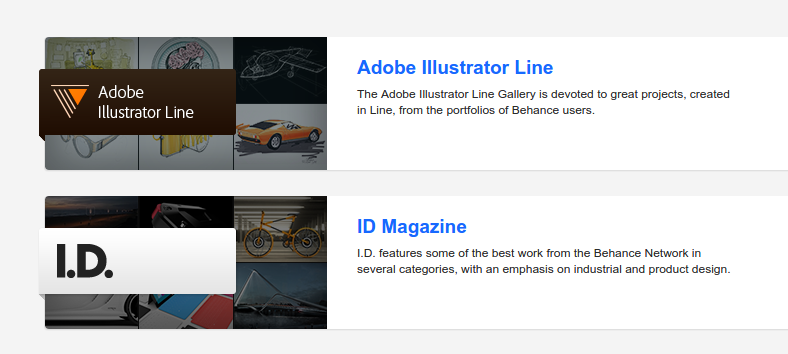 Adobe
Illustrator Line
Adobe Illustrator Line
The Adobe Illustrator Line Gallery is devoted to great projects, created
in Line, from the portfolios of Behance users.
I.D.
ID Magazine
I.D. features some of the best work from the Behance Network in
several categories, with an emphasis on industrial and product design.